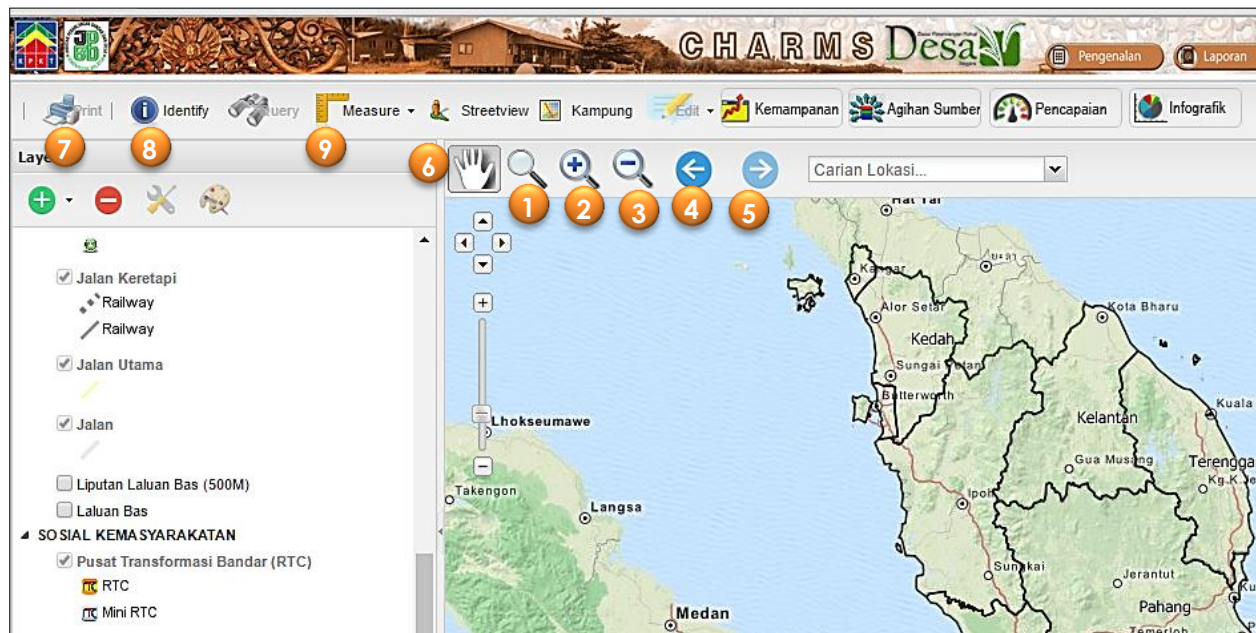 KPKT
CHARMS Desa
Pengenalan
Laporan
Print
Identify
Query
Measure
Streetview
Kampung
Edit
Kemampanan
Agihan Sumber
Pencapaian
Infografik
7
8
9
6
1
2
3
4
5
Carian Lokasi...
Jalan Keretapi
Railway
Railway
Jalan Utama
Jalan
Liputan Laluan Bas (500M)
Laluan Bas
SOSIAL KEMASYARAKATAN
Pusat Transformasi Bandar (RTC)
RTC
Mini RTC
Hat Yai
Kangar
Alor Setar
Kota Bharu
Kedah
Butterworth
Kuala
Lhokseumawe
Kelantan
Gua Musang
Terengga
Takengon
Langsa
Ipoh
Sungkai
Jerantut
Pahang
Medan
Temerloh